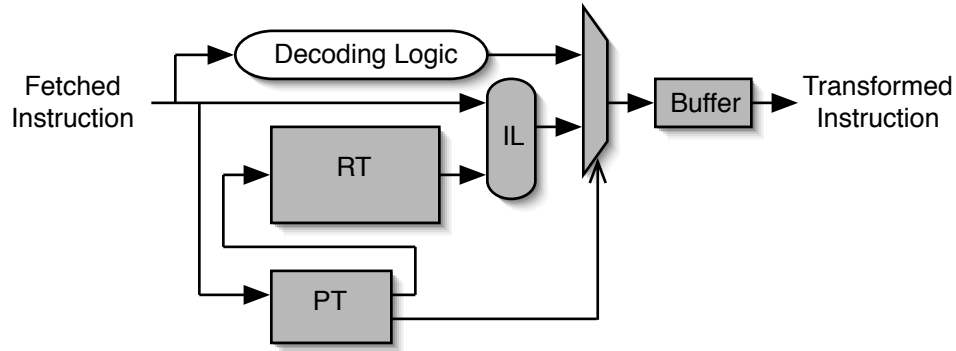 Decoding Logic
Fetched
Instruction
IL
Buffer
Transformed
Instruction
RT
PT